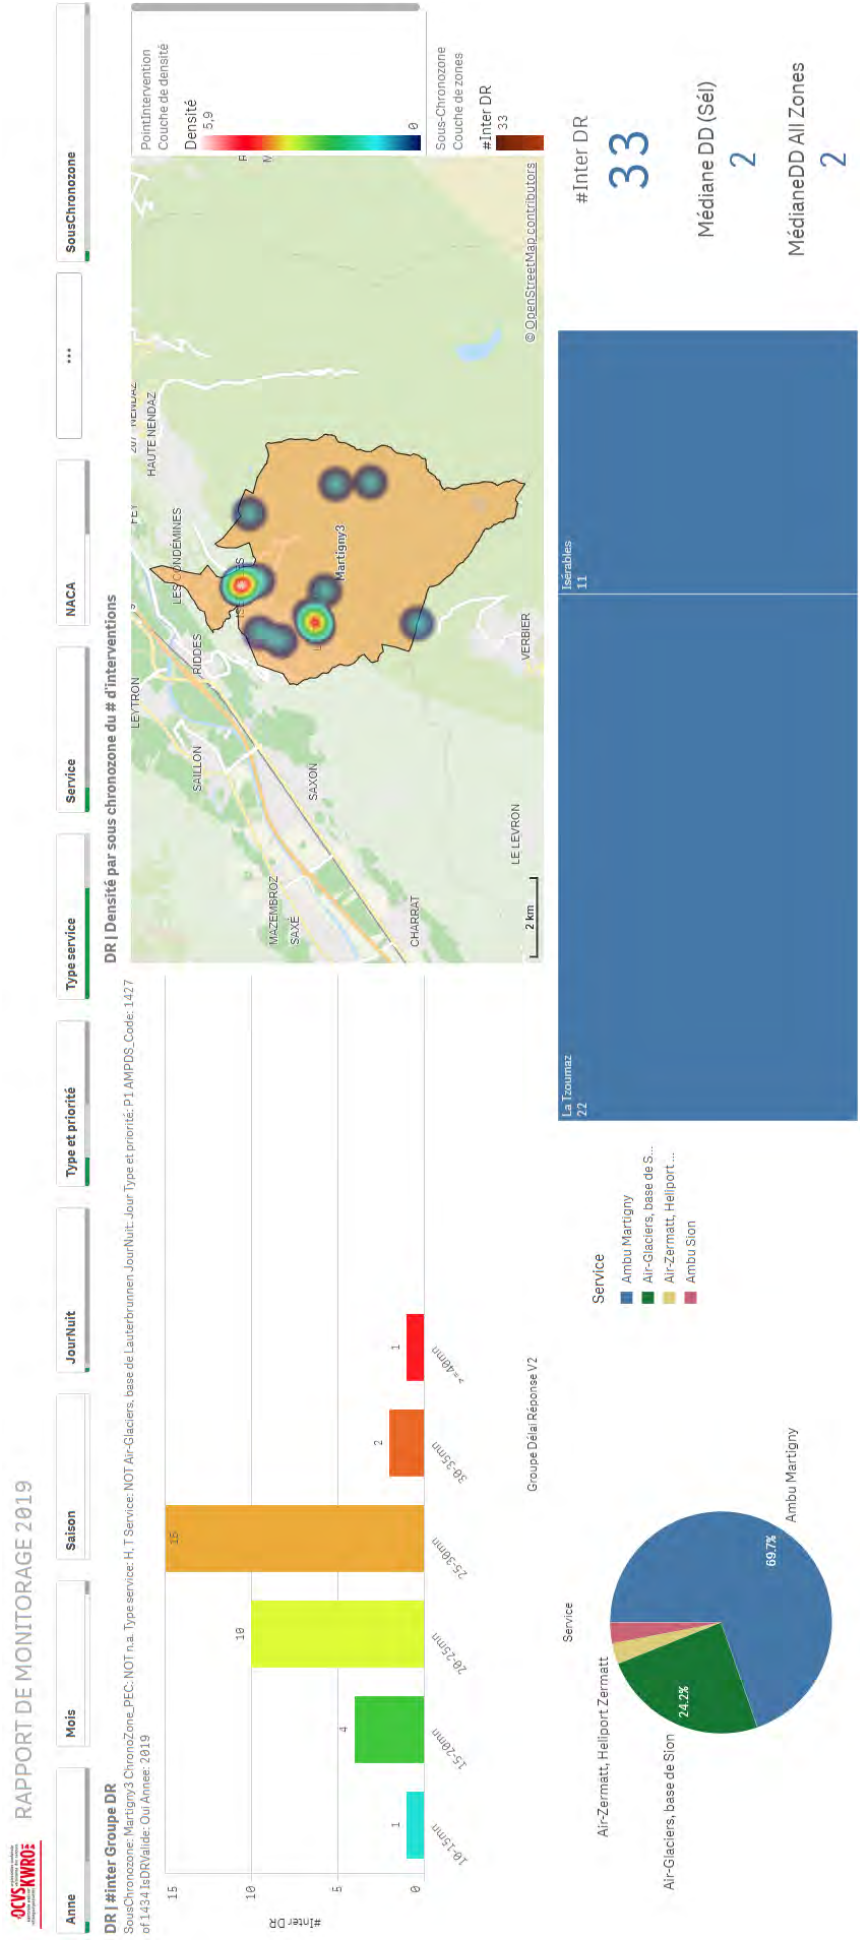 OCVS
KWRO
RAPPORT DE MONITORAGE 2019
Anne
Mois
Saison
JourNuit
Type et priorité
Type service
Service
NACA
...
SousChronozone
DR | #inter Groupe DR
SousChronozone: Martigny3 ChronoZone_PEC: NOT n.a. Type service: H, T Service: NOT Air-Glaciers, base de Lauterbrunnen JourNuit: Jour Type et priorité: P1 AMPDS_Code: 1427
of 1434 IsDRValide: Oui Annee: 2019
#Inter DR
15
10
5
0
1
4
10
15
2
1
10-15mn
15-20mn
20-25mn
25-30mn
30-35mn
>=40mn
Groupe Délai Réponse V2
DR | Densité par sous chronozone du # d'interventions
FEY
207 NENDAZ
HAUTE NENDAZ
LEYTRON
LES CONDÉMINES
RIDDES
SAILLON
SAXON
Martigny3
MAZEMBROZ
SAXÉ
CHARRAT
VERBIER
LE LEVRON
2 km
© OpenStreetMap contributors
PointIntervention
Couche de densité
Densité
5,9
0
Sous-Chronozone
Couche de zones
#Inter DR
33
Service
Air-Zermatt, Heliport Zermatt
Air-Glaciers, base de Sion
24.2%
69.7%
Ambu Martigny
Service
Ambu Martigny
Air-Glaciers, base de S...
Air-Zermatt, Heliport ...
Ambu Sion
La Tzoumaz
22
Isérables
11
#Inter DR
33
Médiane DD (Sél)
2
MédianeDD All Zones
2